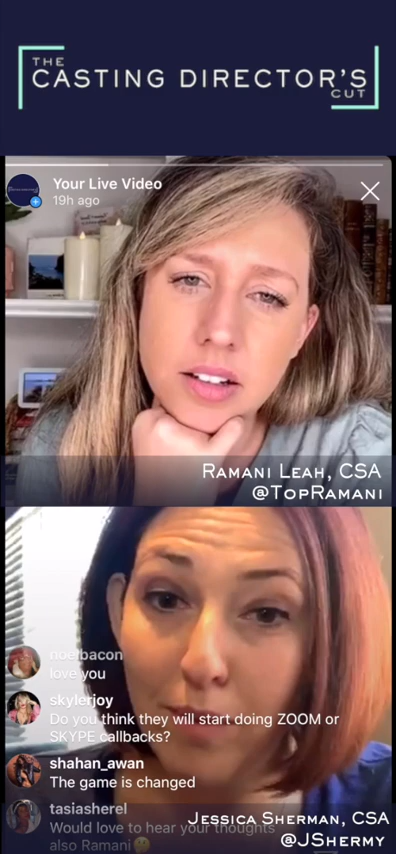 THE
CASTING DIRECTOR'S
CUT
Your Live Video
19h ago
RAMANI LEAH, CSA
@TOPRAMANI
noelbacon
love you
skylerjoy
Do you think they will start doing ZOOM or
SKYPE callbacks?
shahan_awan
The game is changed
tasiasherel
Would love to hear your thoughts
also Ramani🤔
JESSICA SHERMAN, CSA
@JSHERMY